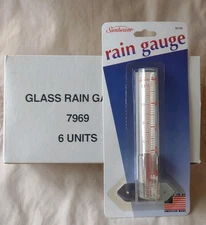 Sunbeam
rain gauge
GLASS RAIN GA
7969
6 UNITS